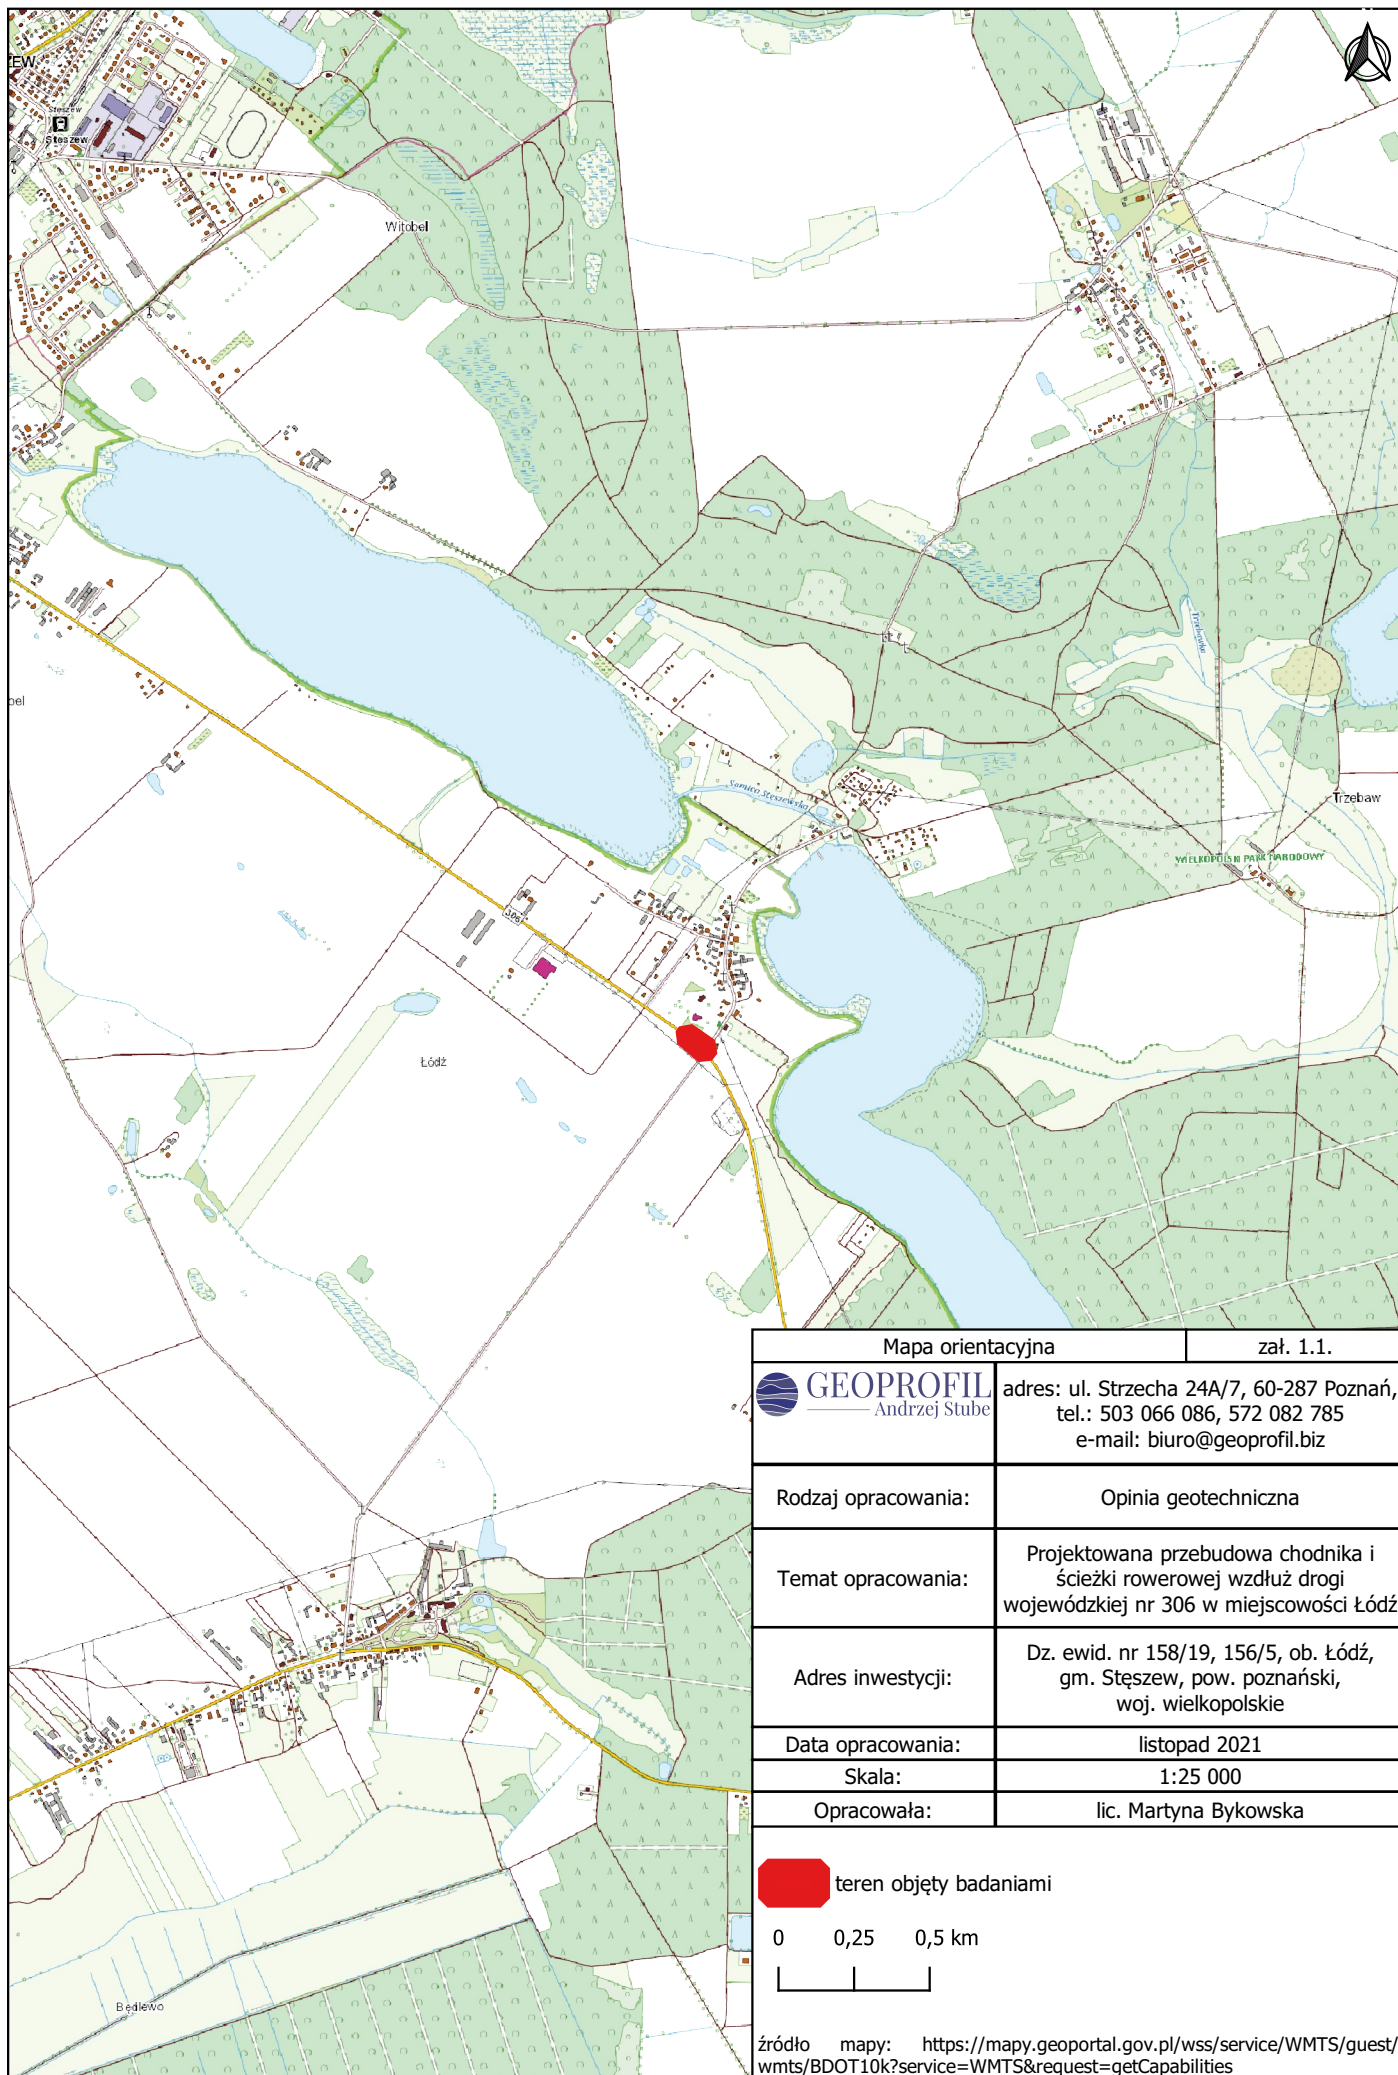 ZEW
Stęszew
Stęszew
Witobel
bel
Trzebawka
Samica Stęszewska
Trzebaw
WIELKOPOLSKI PARK NARODOWY
306
Łódź
Będlewo
Mapa orientacyjna zał. 1.1.
GEOPROFIL
Andrzej Stube
adres: ul. Strzecha 24A/7, 60-287 Poznań,
tel.: 503 066 086, 572 082 785
e-mail: biuro@geoprofil.biz
Rodzaj opracowania: Opinia geotechniczna
Temat opracowania:
Projektowana przebudowa chodnika i
ścieżki rowerowej wzdłuż drogi
wojewódzkiej nr 306 w miejscowości Łódź
Adres inwestycji:
Dz. ewid. nr 158/19, 156/5, ob. Łódź,
gm. Stęszew, pow. poznański,
woj. wielkopolskie
Data opracowania: listopad 2021
Skala: 1:25 000
Opracowała: lic. Martyna Bykowska
teren objęty badaniami
0 0,25 0,5 km
źródło mapy: https://mapy.geoportal.gov.pl/wss/service/WMTS/guest/
wmts/BDOT10k?service=WMTS&request=getCapabilities